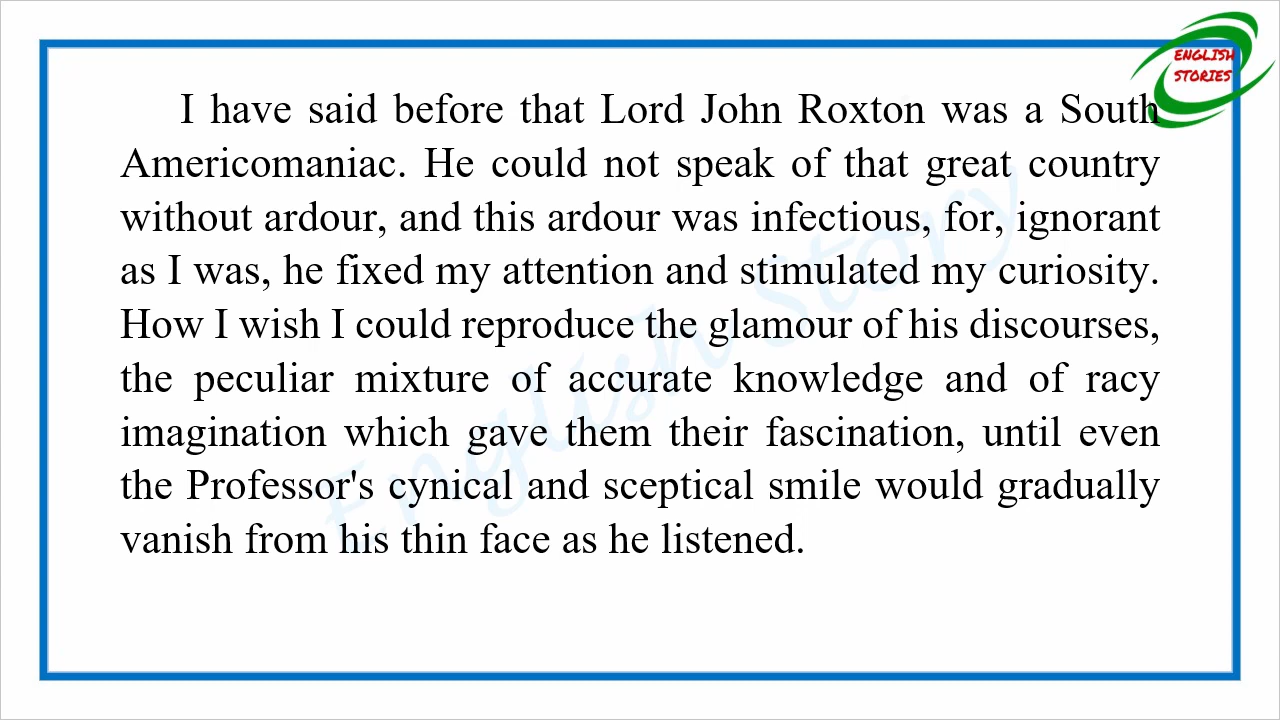 ENGLISH
STORIES
I have said before that Lord John Roxton was a South
Americomaniac. He could not speak of that great country
without ardour, and this ardour was infectious, for, ignorant
as I was, he fixed my attention and stimulated my curiosity.
How I wish I could reproduce the glamour of his discourses,
the peculiar mixture of accurate knowledge and of racy
imagination which gave them their fascination, until even
the Professor's cynical and sceptical smile would gradually
vanish from his thin face as he listened.
English Story